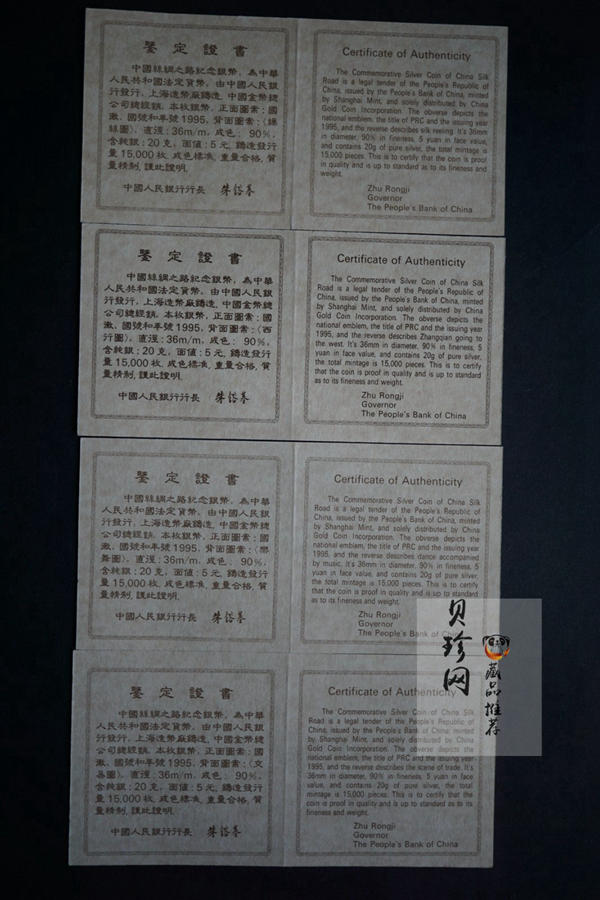 鑒定證書
中國絲綢之路紀念銀幣，為中華
人民共和國法定貨幣，由中國人民銀
行發行，上海造幣廠鑄造，中國金幣總
公司總經銷。本枚銀幣，正面圖素：國
徽、國號和年號1995，背面圖素：《繅
絲圖》，直徑：36m/m，成色：90%，
含純銀：20克，面值：5元，鑄造發行
量15,000枚，成色標准，重量合格，質
量精制，謹此證明。
中國人民銀行行長
Certificate of Authenticity
The Commemorative Silver Coin of China Silk
Road is a legal tender of the People's Republic of
China, issued by the People's Bank of China, minted
by Shanghai Mint, and solely distributed by China
Gold Coin Incorporation. The obverse depicts the
national emblem, the title of PRC and the issuing year
1995, and the reverse describes silk reeling. It's 36mm
in diameter, 90% in fineness, 5 yuan in face value,
and contains 20g of pure silver, the total mintage is
15,000 pieces. This is to certify that the coin is proof
in quality and is up to standard as to its fineness and
weight.
Zhu Rongji
Governor
The People's Bank of China
鑒定證書
中國絲綢之路紀念銀幣，為中華
人民共和國法定貨幣，由中國人民銀
行發行，上海造幣廠鑄造，中國金幣總
公司總經銷。本枚銀幣，正面圖素：國
徽、國號和年號1995，背面圖素：《西
行圖》，直徑：36m/m，成色：90%，
含純銀：20克，面值：5元，鑄造發行
量15,000枚，成色標准，重量合格，質
量精制，謹此證明。
中國人民銀行行長
Certificate of Authenticity
The Commemorative Silver Coin of China Silk
Road is a legal tender of the People's Republic of
China, issued by the People's Bank of China, minted
by Shanghai Mint, and solely distributed by China
Gold Coin Incorporation. The obverse depicts the
national emblem, the title of PRC and the issuing year
1995, and the reverse describes Zhangqian going to
the west. It's 36mm in diameter, 90% in fineness, 5
yuan in face value, and contains 20g of pure silver,
the total mintage is 15,000 pieces. This is to certify
that the coin is proof in quality and is up to standard
as to its fineness and weight.
Zhu Rongji
Governor
The People's Bank of China
鑒定證書
中國絲綢之路紀念銀幣，為中華
人民共和國法定貨幣，由中國人民銀
行發行，上海造幣廠鑄造，中國金幣總
公司總經銷。本枚銀幣，正面圖素：國
徽、國號和年號1995，背面圖素：《樂
舞圖》，直徑：36m/m，成色：90%，
含純銀：20克，面值：5元，鑄造發行
量15,000枚，成色標准，重量合格，質
量精制，謹此證明。
中國人民銀行行長
Certificate of Authenticity
The Commemorative Silver Coin of China Silk
Road is a legal tender of the People's Republic of
China, issued by the People's Bank of China, minted
by Shanghai Mint, and solely distributed by China
Gold Coin Incorporation. The obverse depicts the
national emblem, the title of PRC and the issuing year
1995, and the reverse describes dance accompanied
by music. It's 36mm in diameter, 90% in fineness, 5
yuan in face value, and contains 20g of pure silver,
the total mintage is 15,000 pieces. This is to certify
that the coin is proof in quality and is up to standard
as to its fineness and weight.
Zhu Rongji
Governor
The People's Bank of China
鑒定證書
中國絲綢之路紀念銀幣，為中華
人民共和國法定貨幣，由中國人民銀
行發行，上海造幣廠鑄造，中國金幣總
公司總經銷。本枚銀幣，正面圖素：國
徽、國號和年號1995，背面圖素：《交
易圖》，直徑：36m/m，成色：90%，
含純銀：20克，面值：5元，鑄造發行
量15,000枚，成色標准，重量合格，質
量精制，謹此證明。
中國人民銀行行長
Certificate of Authenticity
The Commemorative Silver Coin of China Silk
Road is a legal tender of the People's Republic of
China, issued by the People's Bank of China, minted
by Shanghai Mint, and solely distributed by China
Gold Coin Incorporation. The obverse depicts the
national emblem, the title of PRC and the issuing year
1995, and the reverse describes the scene of trade. It's
36mm in diameter, 90% in fineness, 5 yuan in face
value, and contains 20g of pure silver, the total
mintage is 15,000 pieces. This is to certify that the
coin is proof in quality and is up to standard as to its
fineness and weight.
Zhu Rongji
Governor
The People's Bank of China
贝珍网
藏品推荐